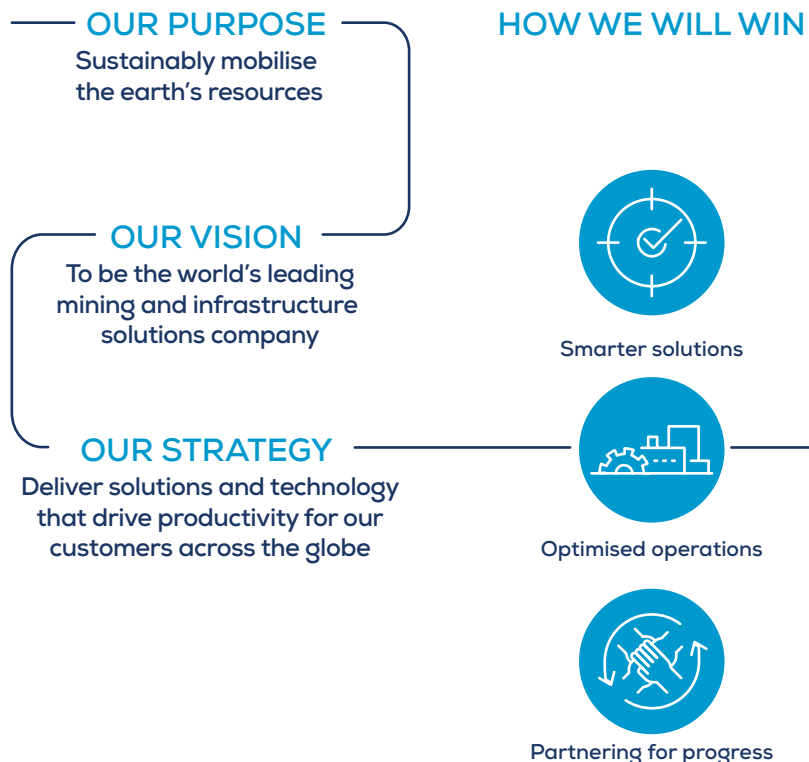 OUR PURPOSE
Sustainably mobilise
the earth’s resources
OUR VISION
To be the world’s leading
mining and infrastructure
solutions company
OUR STRATEGY
Deliver solutions and technology
that drive productivity for our
customers across the globe
HOW WE WILL WIN
Smarter solutions
Optimised operations
Partnering for progress